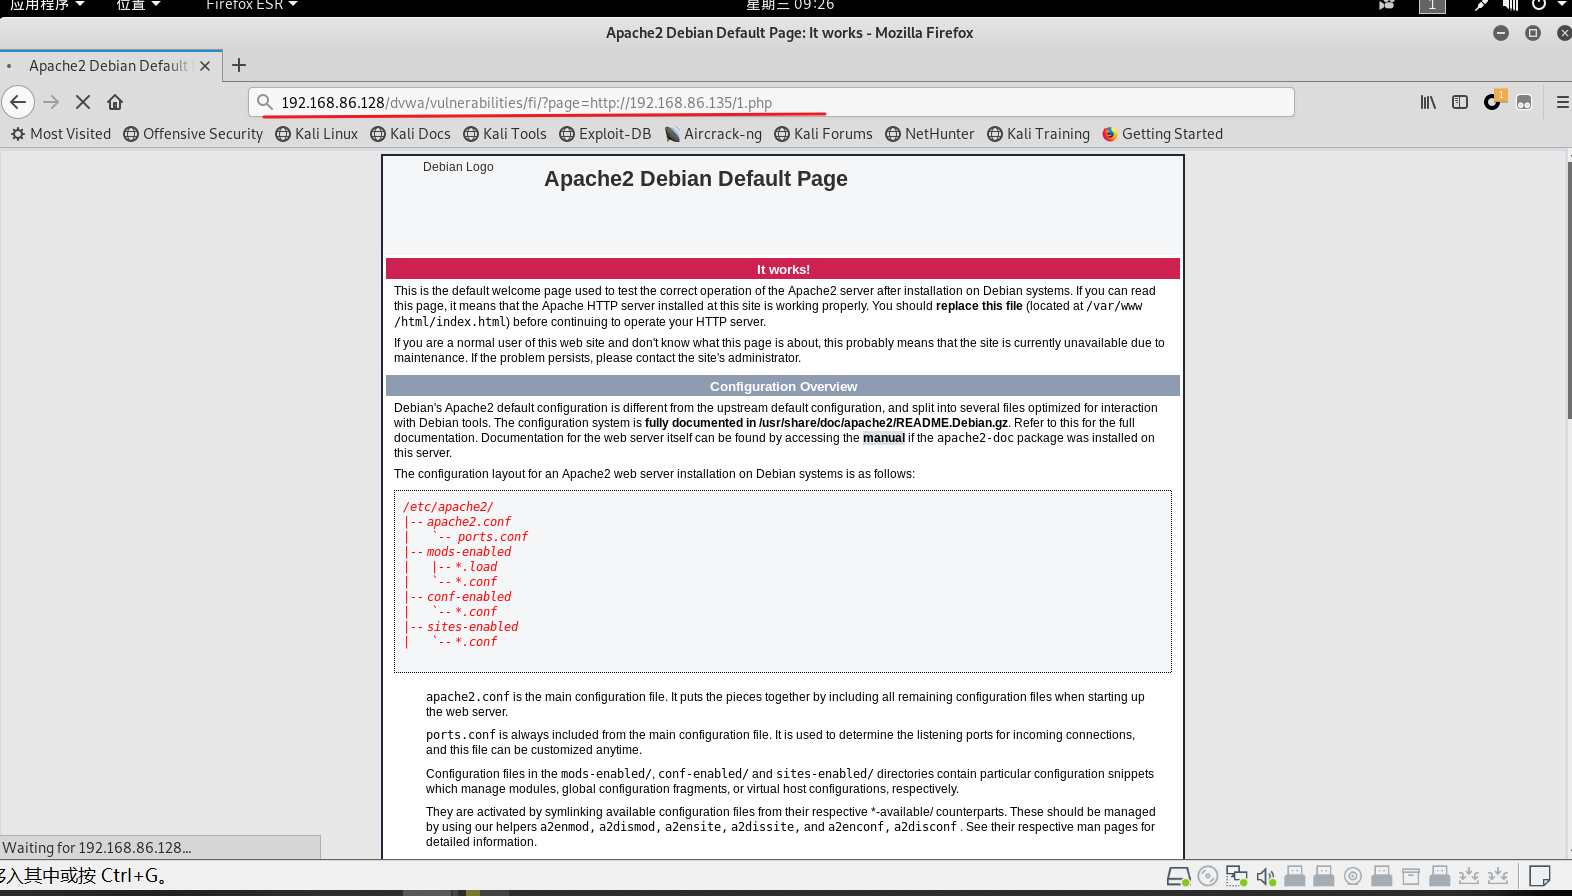 应用程序 ▾ 位置 ▾ Firefox ESR ▾ 星期三 09:26 1
Apache2 Debian Default Page: It works - Mozilla Firefox
Apache2 Debian Default
192.168.86.128/dvwa/vulnerabilities/fi/?page=http://192.168.86.135/1.php 1
Most Visited Offensive Security Kali Linux Kali Docs Kali Tools Exploit-DB Aircrack-ng Kali Forums NetHunter Kali Training Getting Started
Debian Logo
Apache2 Debian Default Page
It works!
This is the default welcome page used to test the correct operation of the Apache2 server after installation on Debian systems. If you can read
this page, it means that the Apache HTTP server installed at this site is working properly. You should replace this file (located at /var/www
/html/index.html) before continuing to operate your HTTP server.
If you are a normal user of this web site and don't know what this page is about, this probably means that the site is currently unavailable due to
maintenance. If the problem persists, please contact the site's administrator.
Configuration Overview
Debian's Apache2 default configuration is different from the upstream default configuration, and split into several files optimized for interaction
with Debian tools. The configuration system is fully documented in /usr/share/doc/apache2/README.Debian.gz. Refer to this for the full
documentation. Documentation for the web server itself can be found by accessing the manual if the apache2-doc package was installed on
this server.
The configuration layout for an Apache2 web server installation on Debian systems is as follows:
/etc/apache2/
|-- apache2.conf
|   `-- ports.conf
|-- mods-enabled
|   |-- *.load
|   `-- *.conf
|-- conf-enabled
|   `-- *.conf
|-- sites-enabled
|   `-- *.conf
apache2.conf is the main configuration file. It puts the pieces together by including all remaining configuration files when starting up
the web server.
ports.conf is always included from the main configuration file. It is used to determine the listening ports for incoming connections,
and this file can be customized anytime.
Configuration files in the mods-enabled/, conf-enabled/ and sites-enabled/ directories contain particular configuration snippets
which manage modules, global configuration fragments, or virtual host configurations, respectively.
They are activated by symlinking available configuration files from their respective *-available/ counterparts. These should be managed
by using our helpers a2enmod, a2dismod, a2ensite, a2dissite, and a2enconf, a2disconf . See their respective man pages for
detailed information.
Waiting for 192.168.86.128...
入其中或按 Ctrl+G。